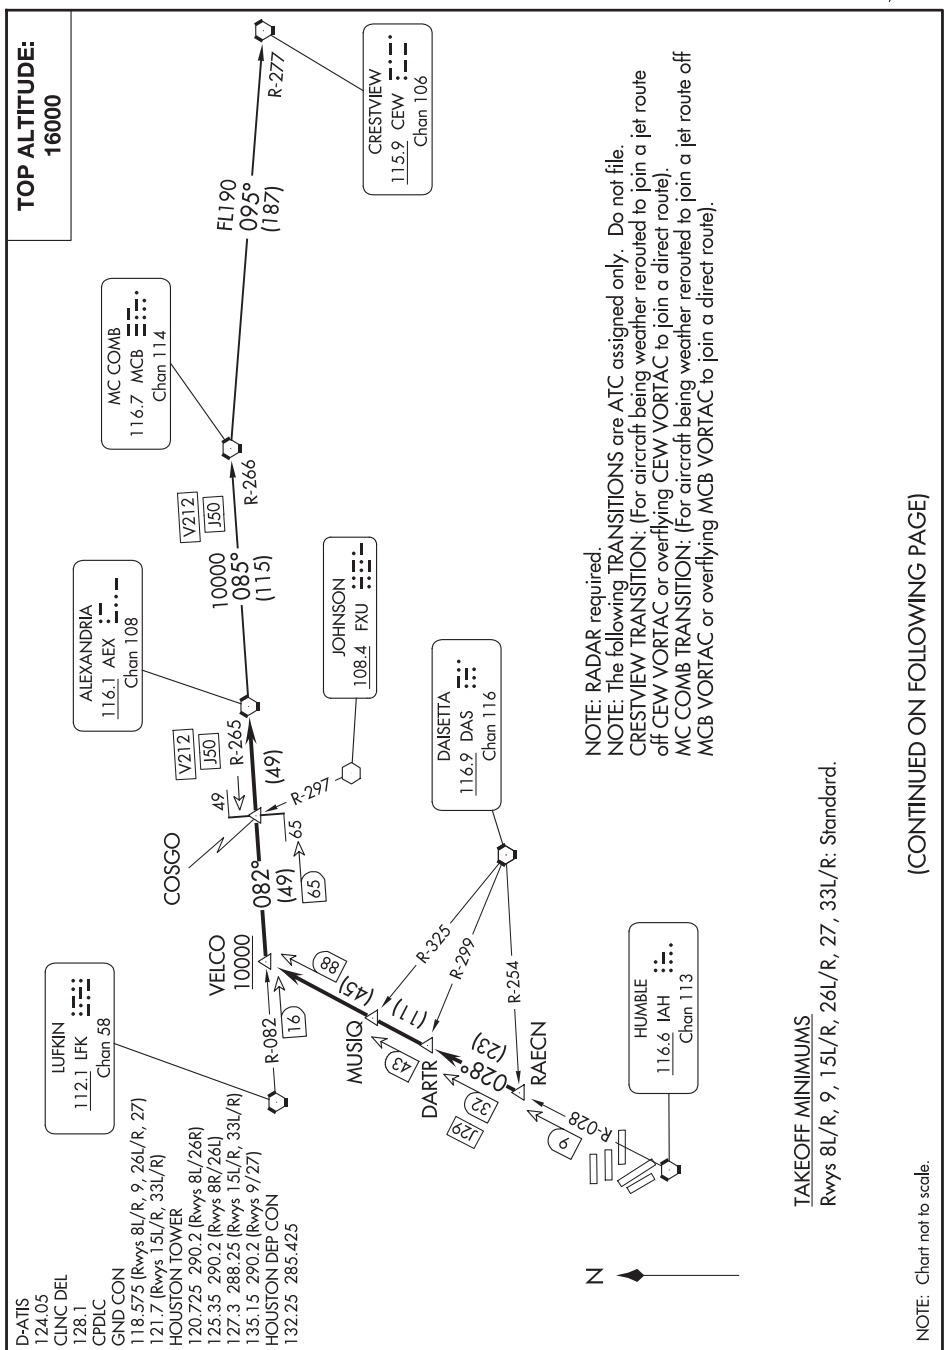 TOP ALTITUDE:
16000
D-ATIS
124.05
CLNC DEL
128.1
CPDLC
GND CON
118.575 (Rwys 8L/R, 9, 26L/R, 27)
121.7 (Rwys 15L/R, 33L/R)
HOUSTON TOWER
120.725 290.2 (Rwys 8L/26R)
125.35 290.2 (Rwys 8R/26L)
127.3 288.25 (Rwys 15L/R, 33L/R)
135.15 290.2 (Rwys 9/27)
HOUSTON DEP CON
132.25 285.425
LUFKIN
112.1 LFK
Chan 58
R-082
16
VELCO
10000
082°
(49)
65
65
COSGO
49
R-265
V212
J50
(49)
ALEXANDRIA
116.1 AEX
Chan 108
10000
085°
(115)
V212
J50
R-266
MC COMB
116.7 MCB
Chan 114
FL190
095°
(187)
R-277
CRESTVIEW
115.9 CEW
Chan 106
JOHNSON
108.4 FXU
R-297
DAISETTA
116.9 DAS
Chan 116
R-325
R-299
R-254
88
(45)
MUSIQ
43
(11)
DARTR
(23)
028°
32
J29
RAECN
9
R-028
HUMBLE
116.6 IAH
Chan 113
N
NOTE: RADAR required.
NOTE: The following TRANSITIONS are ATC assigned only. Do not file.
CRESTVIEW TRANSITION: (For aircraft being weather rerouted to join a jet route
off CEW VORTAC or overflying CEW VORTAC to join a direct route).
MC COMB TRANSITION: (For aircraft being weather rerouted to join a jet route off
MCB VORTAC or overflying MCB VORTAC to join a direct route).
TAKEOFF MINIMUMS
Rwys 8L/R, 9, 15L/R, 26L/R, 27, 33L/R: Standard.
(CONTINUED ON FOLLOWING PAGE)
NOTE: Chart not to scale.